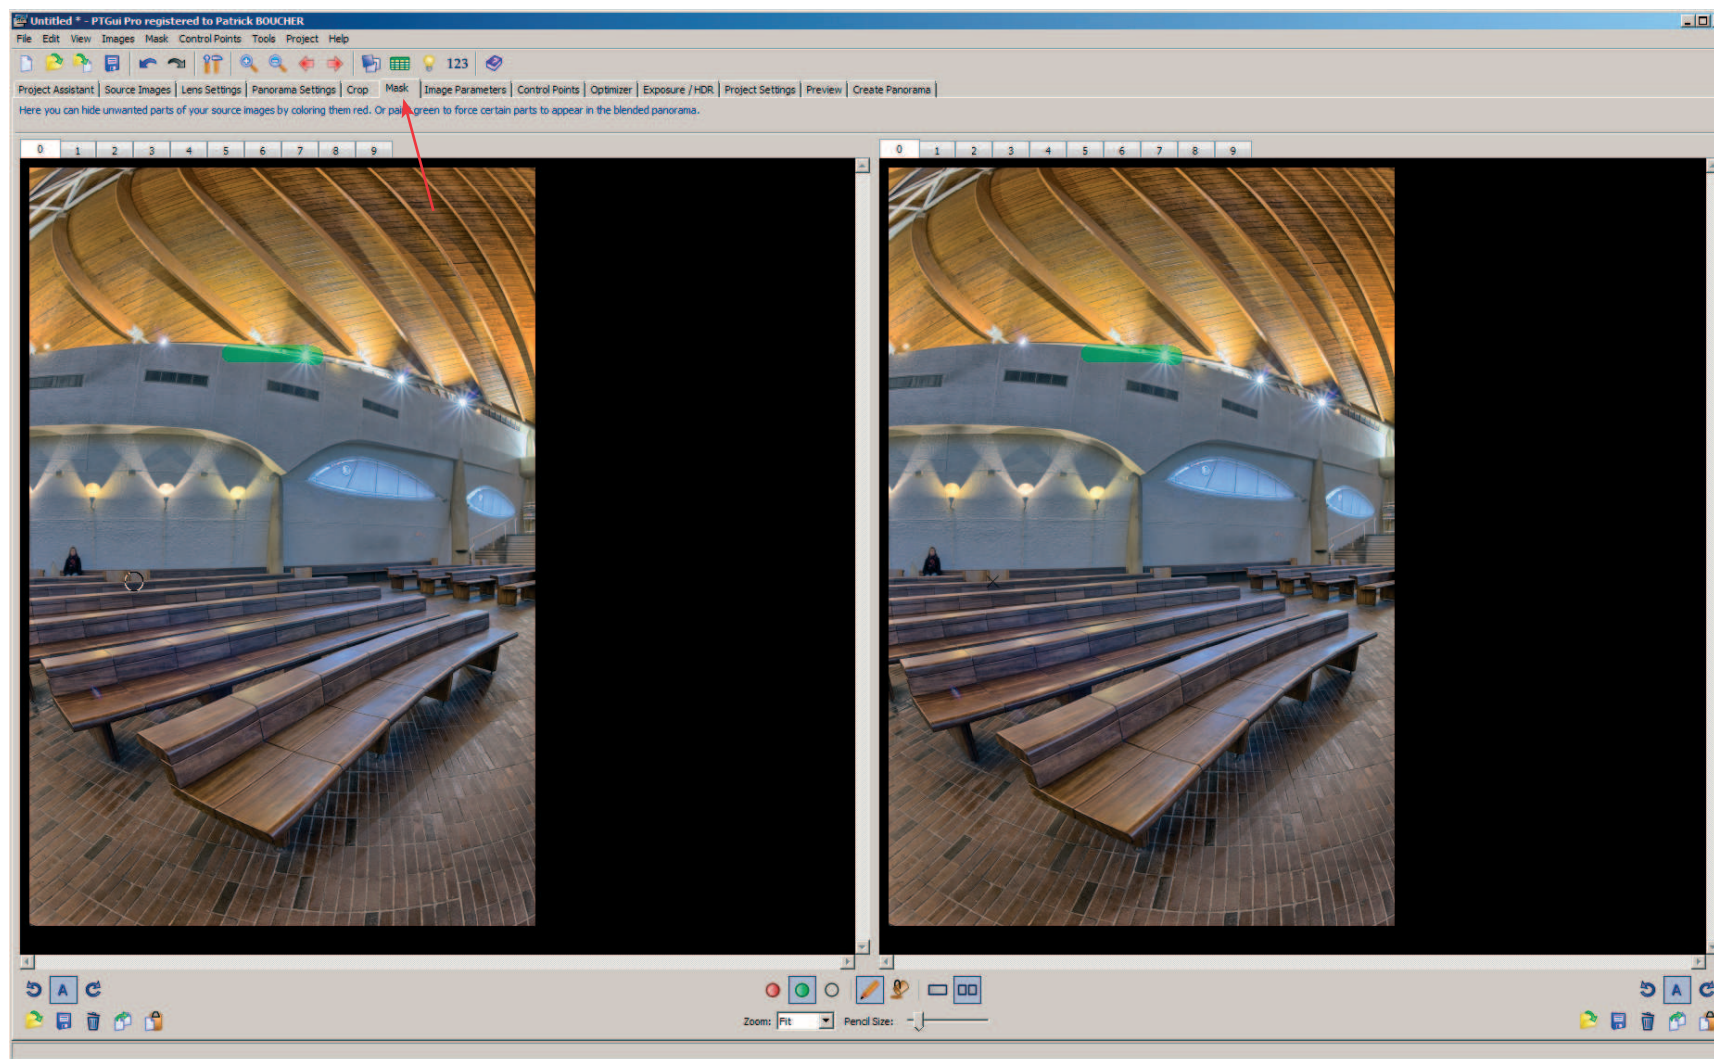 Untitled * - PTGui Pro registered to Patrick BOUCHER
File Edit View Images Mask Control Points Tools Project Help
123
Project Assistant Source Images Lens Settings Panorama Settings Crop Mask Image Parameters Control Points Optimizer Exposure / HDR Project Settings Preview Create Panorama
Here you can hide unwanted parts of your source images by coloring them red. Or paint green to force certain parts to appear in the blended panorama.
0 1 2 3 4 5 6 7 8 9
0 1 2 3 4 5 6 7 8 9
A
A
Zoom: Fit Pencil Size: